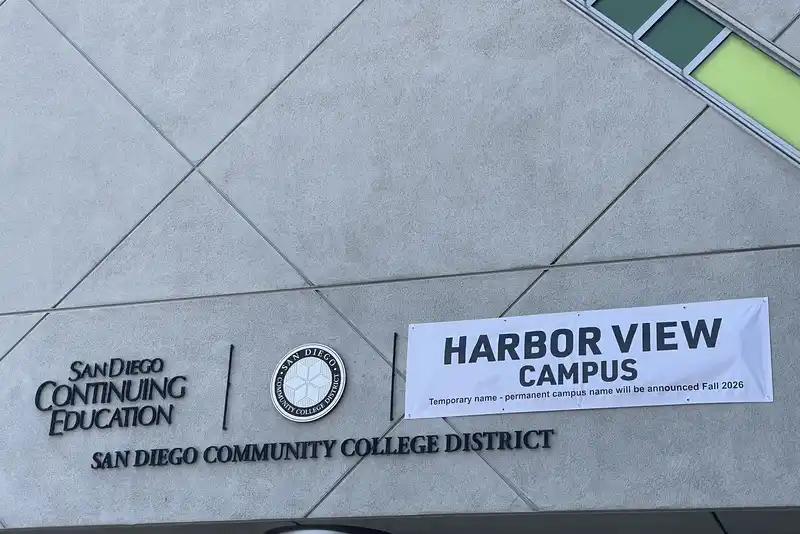 SAN DIEGO
CONTINUING
EDUCATION
SAN DIEGO
COMMUNITY COLLEGE DISTRICT
HARBOR VIEW
CAMPUS
Temporary name - permanent campus name will be announced Fall 2026
SAN DIEGO COMMUNITY COLLEGE DISTRICT